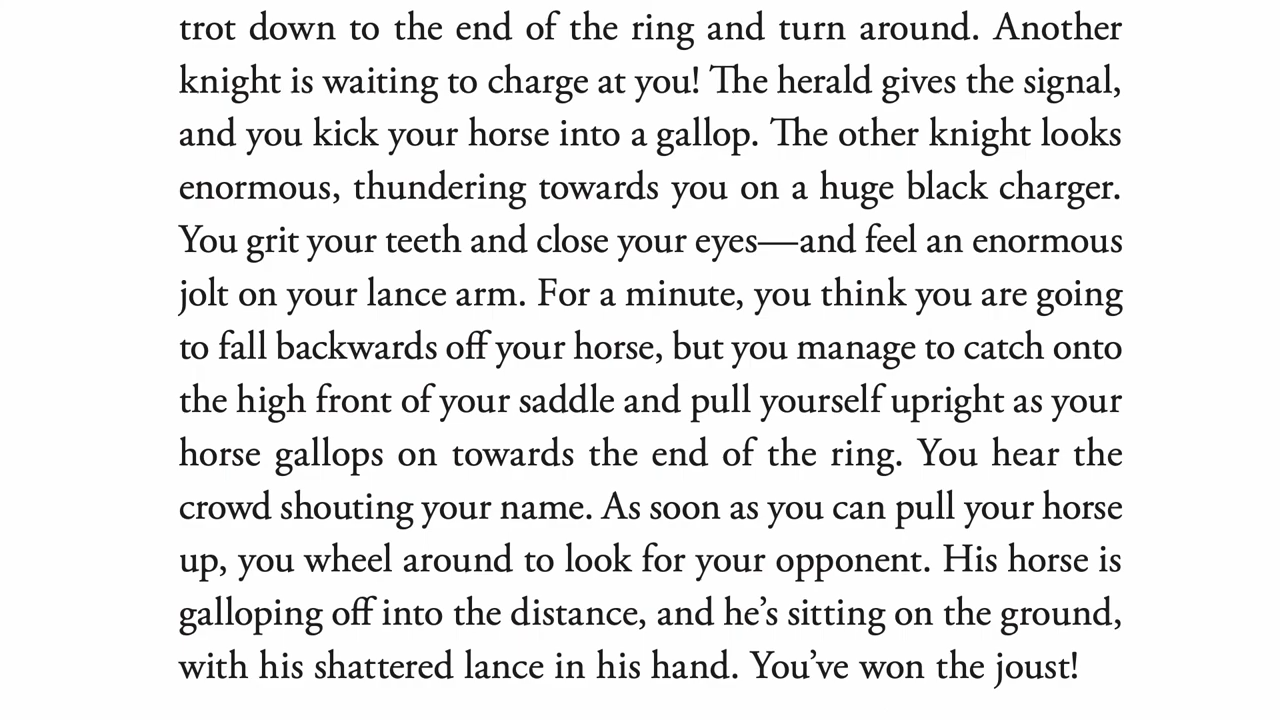 trot down to the end of the ring and turn around. Another
knight is waiting to charge at you! The herald gives the signal,
and you kick your horse into a gallop. The other knight looks
enormous, thundering towards you on a huge black charger.
You grit your teeth and close your eyes—and feel an enormous
jolt on your lance arm. For a minute, you think you are going
to fall backwards off your horse, but you manage to catch onto
the high front of your saddle and pull yourself upright as your
horse gallops on towards the end of the ring. You hear the
crowd shouting your name. As soon as you can pull your horse
up, you wheel around to look for your opponent. His horse is
galloping off into the distance, and he’s sitting on the ground,
with his shattered lance in his hand. You’ve won the joust!